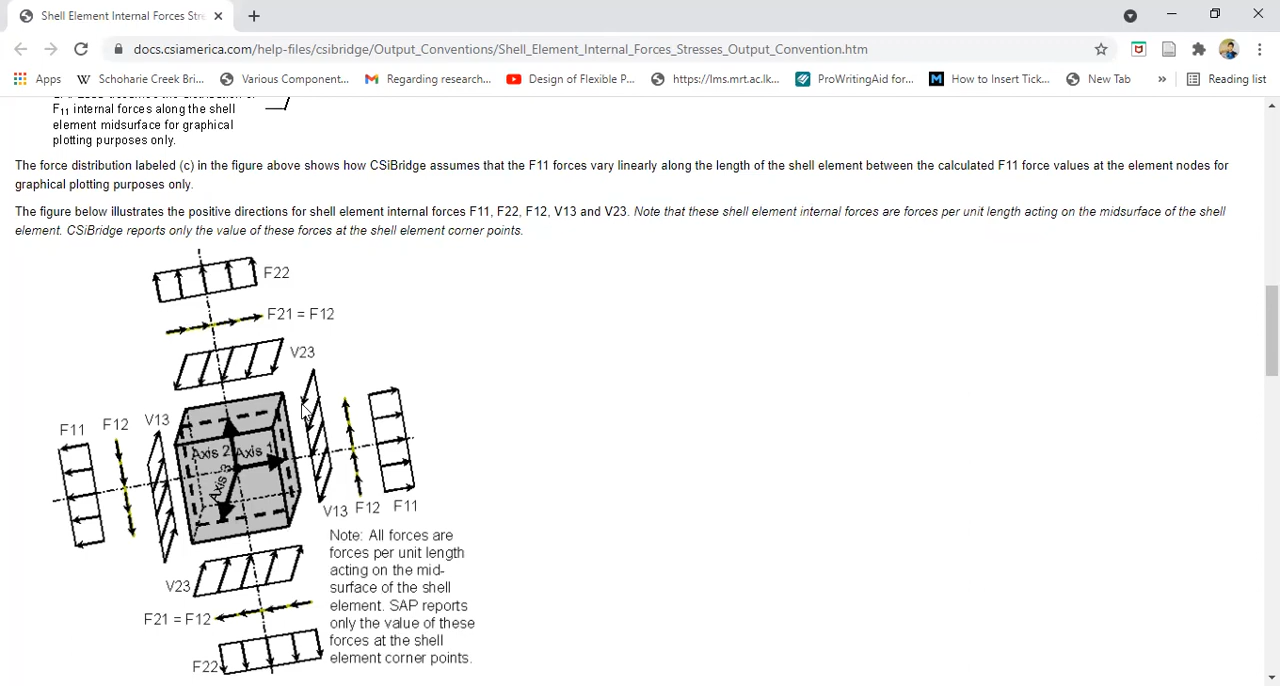 Shell Element Internal Forces Stre
docs.csiamerica.com/help-files/csibridge/Output_Conventions/Shell_Element_Internal_Forces_Stresses_Output_Convention.htm
Apps Schoharie Creek Bri... Various Component... Regarding research... Design of Flexible P... https://lms.mrt.ac.lk... ProWritingAid for... How to Insert Tick... New Tab » Reading list
F11 internal forces along the shell
element midsurface for graphical
plotting purposes only.
The force distribution labeled (c) in the figure above shows how CSiBridge assumes that the F11 forces vary linearly along the length of the shell element between the calculated F11 force values at the element nodes for
graphical plotting purposes only.
The figure below illustrates the positive directions for shell element internal forces F11, F22, F12, V13 and V23. Note that these shell element internal forces are forces per unit length acting on the midsurface of the shell
element. CSiBridge reports only the value of these forces at the shell element corner points.
F22
F21 = F12
V23
F11 F12 V13
Axis 2 Axis 1
Axis 3
V13 F12 F11
Note: All forces are
forces per unit length
acting on the mid-
surface of the shell
element. SAP reports
only the value of these
forces at the shell
element corner points.
V23
F21 = F12
F22